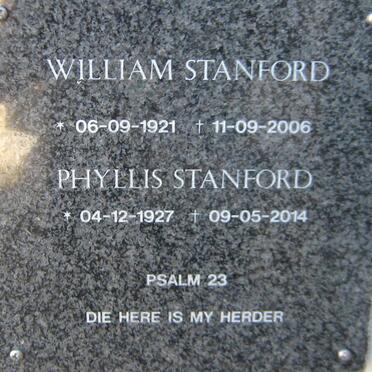 WILLIAM STANFORD
* 06-09-1921 † 11-09-2006
PHYLLIS STANFORD
* 04-12-1927 † 09-05-2014
PSALM 23
DIE HERE IS MY HERDER